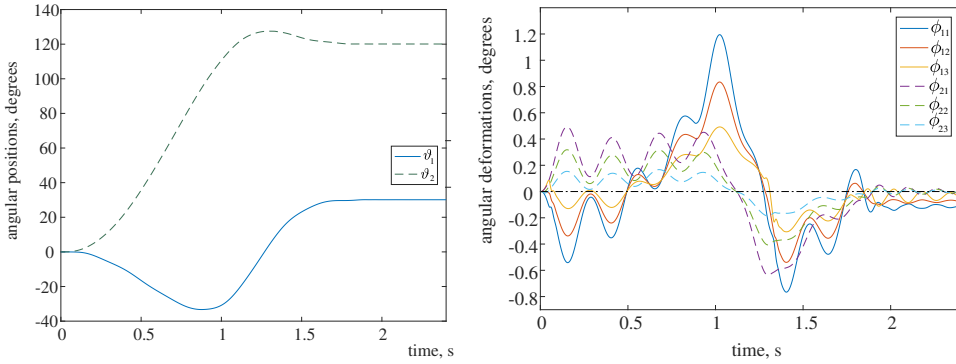 angular positions, degrees
140
120
100
80
60
40
20
0
-20
-40
0
0.5
1
1.5
2
time, s
ϑ1
ϑ2
angular deformations, degrees
1.2
1
0.8
0.6
0.4
0.2
0
-0.2
-0.4
-0.6
-0.8
0
0.5
1
1.5
2
time, s
ϕ11
ϕ12
ϕ13
ϕ21
ϕ22
ϕ23